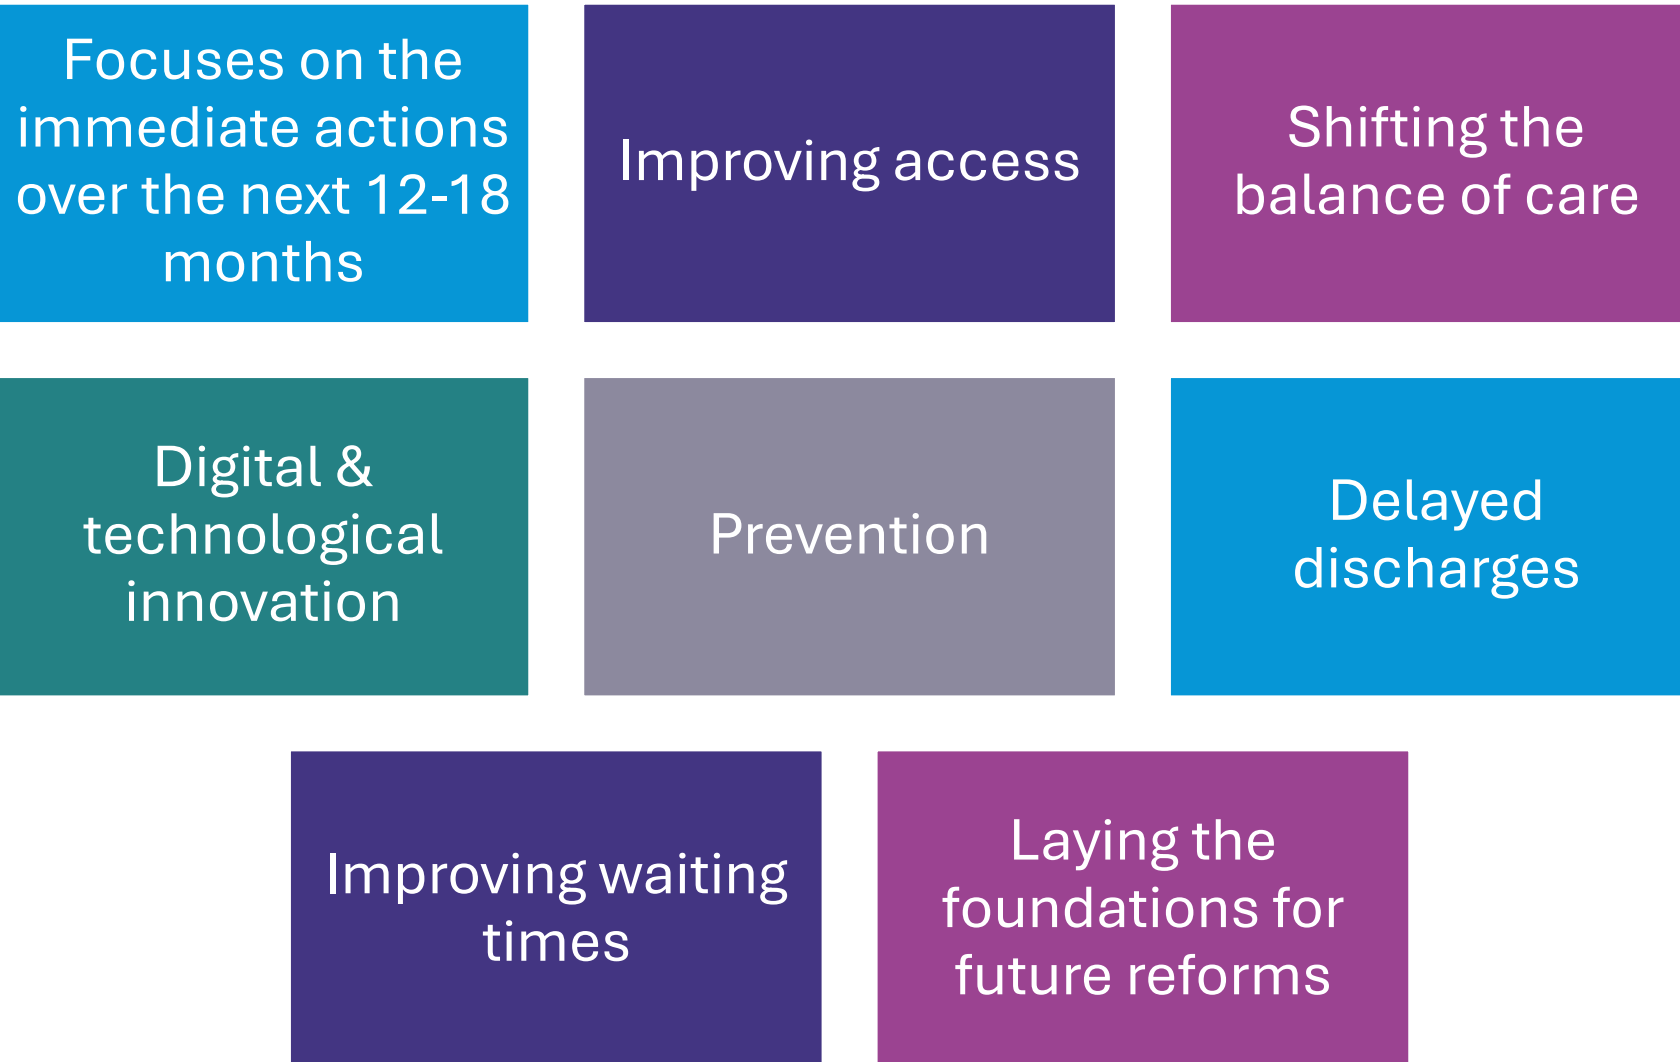 Focuses on the
immediate actions
over the next 12-18
months
Improving access
Shifting the
balance of care
Digital &
technological
innovation
Prevention
Delayed
discharges
Improving waiting
times
Laying the
foundations for
future reforms